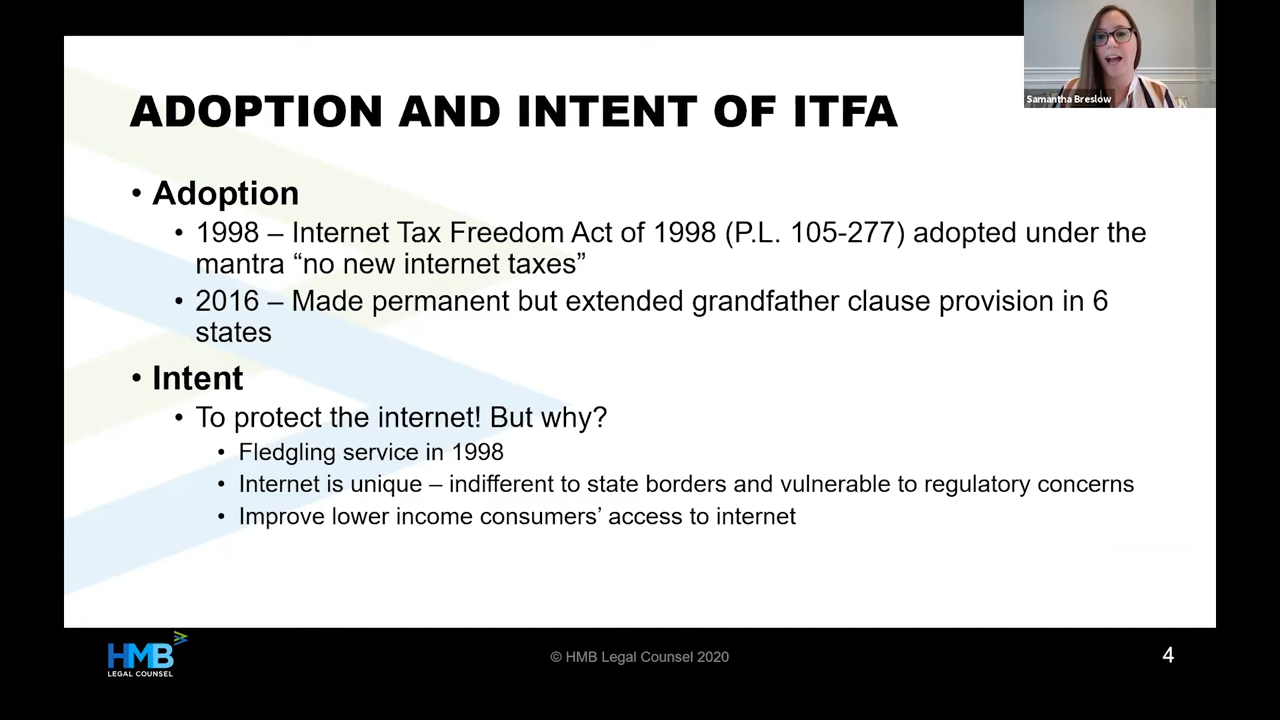 Samantha Breslow
ADOPTION AND INTENT OF ITFA
• Adoption
• 1998 – Internet Tax Freedom Act of 1998 (P.L. 105-277) adopted under the
mantra “no new internet taxes”
• 2016 – Made permanent but extended grandfather clause provision in 6
states
• Intent
• To protect the internet! But why?
• Fledgling service in 1998
• Internet is unique – indifferent to state borders and vulnerable to regulatory concerns
• Improve lower income consumers’ access to internet
HMB
LEGAL COUNSEL
© HMB Legal Counsel 2020
4